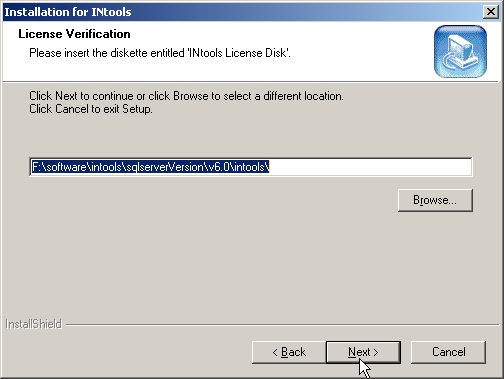 Installation for INtools
License Verification
Please insert the diskette entitled 'INtools License Disk'.
Click Next to continue or click Browse to select a different location.
Click Cancel to exit Setup.
F:\software\intools\sqlserverVersion\v6.0\intools\
Browse...
InstallShield
< Back
Next >
Cancel